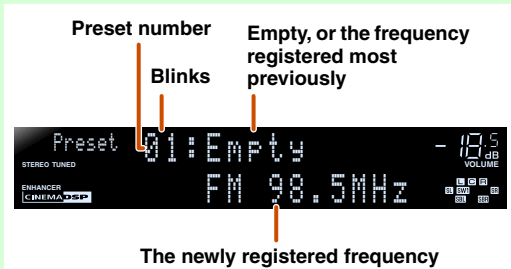 Preset number
Blinks
Empty, or the frequency
registered most
previously
Preset 01:Empty -18.5 dB
STEREO TUNED VOLUME
ENHANCER FM 98.5MHz L C R
CINEMA DSP SL SW1 SR
SBL SBR
The newly registered frequency